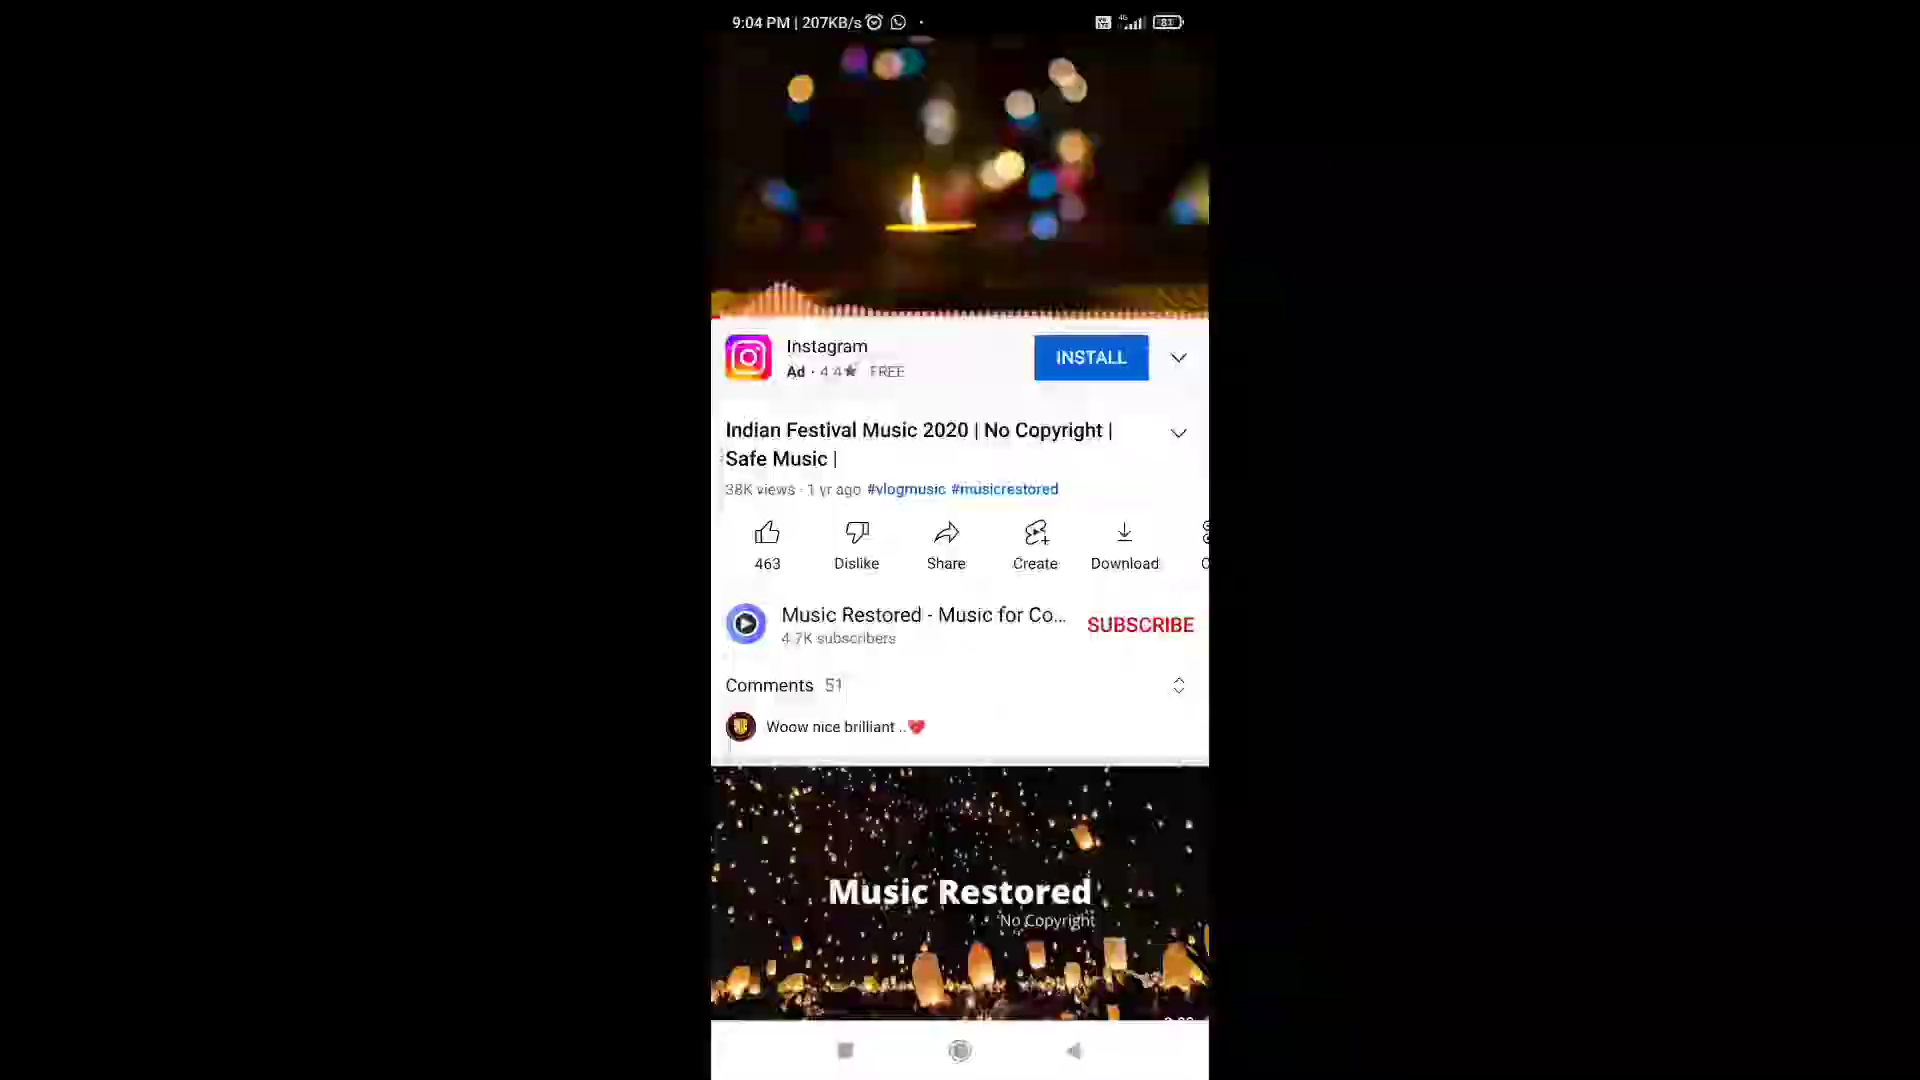 9:04 PM | 207KB/s
4G
81
Instagram
Ad · 4.4★ FREE
INSTALL
Indian Festival Music 2020 | No Copyright |
Safe Music |
38K views · 1 yr ago #vlogmusic #musicrestored
463
Dislike
Share
Create
Download
Music Restored - Music for Co...
4.7K subscribers
SUBSCRIBE
Comments 51
Woow nice brilliant ..❤️
Music Restored
No Copyright